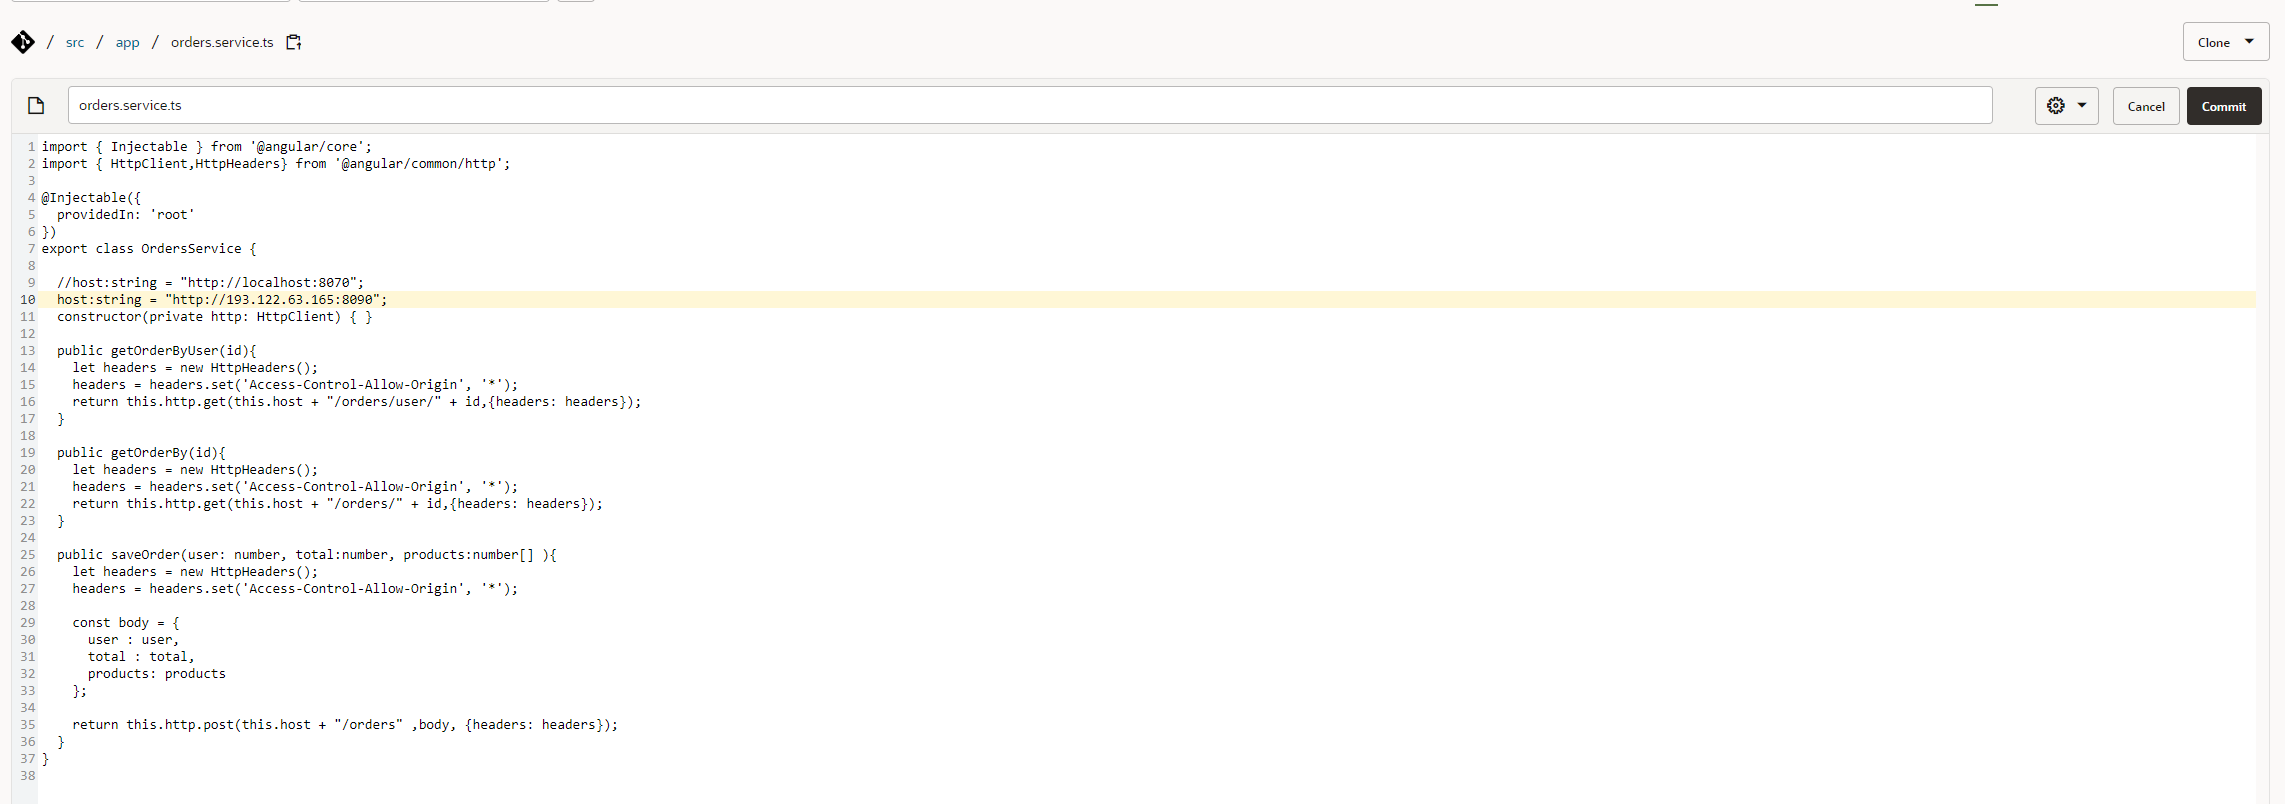 / src / app / orders.service.ts
Clone
orders.service.ts
Cancel
Commit
1 import { Injectable } from '@angular/core';
2 import { HttpClient,HttpHeaders} from '@angular/common/http';
3
4 @Injectable({
5   providedIn: 'root'
6 })
7 export class OrdersService {
8
9   //host:string = "http://localhost:8070";
10   host:string = "http://193.122.63.165:8090";
11   constructor(private http: HttpClient) { }
12
13   public getOrderByUser(id){
14     let headers = new HttpHeaders();
15     headers = headers.set('Access-Control-Allow-Origin', '*');
16     return this.http.get(this.host + "/orders/user/" + id,{headers: headers});
17   }
18
19   public getOrderBy(id){
20     let headers = new HttpHeaders();
21     headers = headers.set('Access-Control-Allow-Origin', '*');
22     return this.http.get(this.host + "/orders/" + id,{headers: headers});
23   }
24
25   public saveOrder(user: number, total:number, products:number[] ){
26     let headers = new HttpHeaders();
27     headers = headers.set('Access-Control-Allow-Origin', '*');
28
29     const body = {
30       user : user,
31       total : total,
32       products: products
33     };
34
35     return this.http.post(this.host + "/orders" ,body, {headers: headers});
36   }
37 }
38